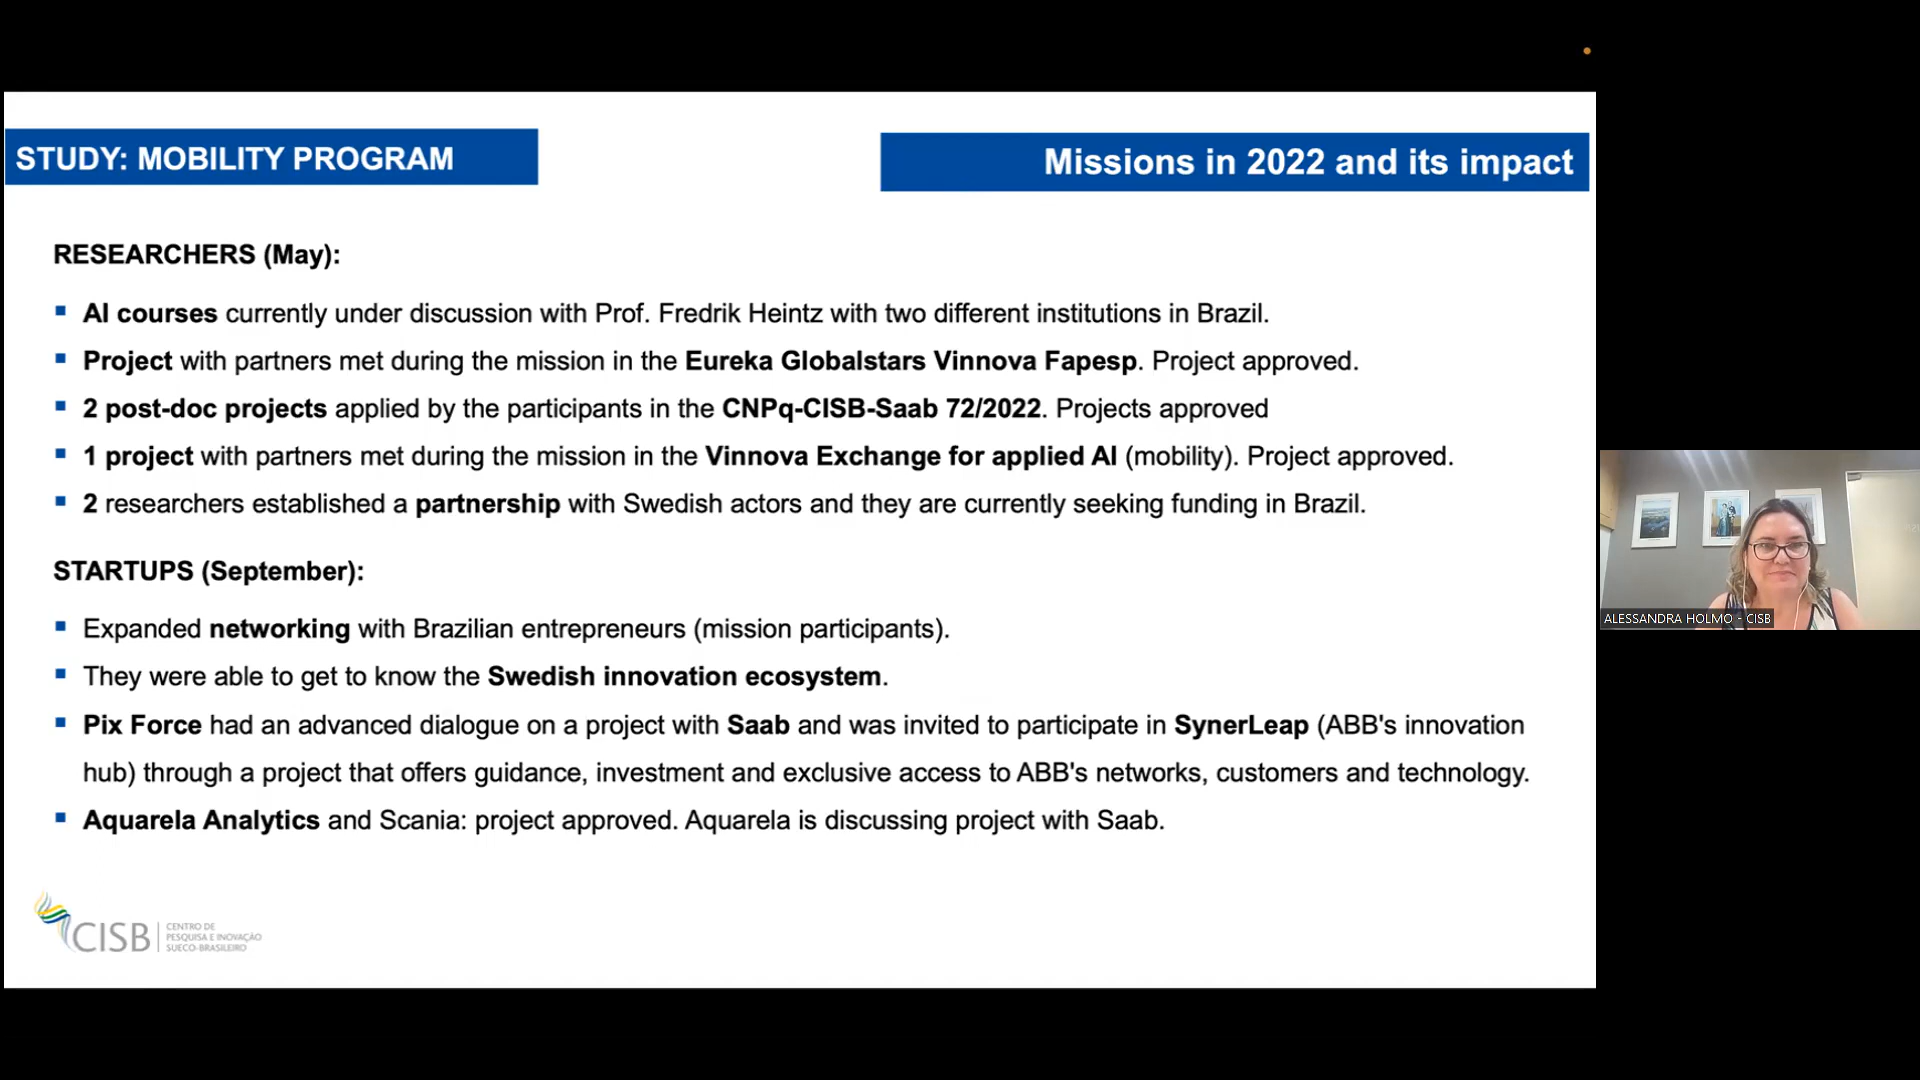 STUDY: MOBILITY PROGRAM
Missions in 2022 and its impact
RESEARCHERS (May):
AI courses currently under discussion with Prof. Fredrik Heintz with two different institutions in Brazil.
Project with partners met during the mission in the Eureka Globalstars Vinnova Fapesp. Project approved.
2 post-doc projects applied by the participants in the CNPq-CISB-Saab 72/2022. Projects approved
1 project with partners met during the mission in the Vinnova Exchange for applied AI (mobility). Project approved.
2 researchers established a partnership with Swedish actors and they are currently seeking funding in Brazil.
STARTUPS (September):
Expanded networking with Brazilian entrepreneurs (mission participants).
They were able to get to know the Swedish innovation ecosystem.
Pix Force had an advanced dialogue on a project with Saab and was invited to participate in SynerLeap (ABB's innovation
hub) through a project that offers guidance, investment and exclusive access to ABB's networks, customers and technology.
Aquarela Analytics and Scania: project approved. Aquarela is discussing project with Saab.
CISB
CENTRO DE
PESQUISA E INOVAÇÃO
SUECO-BRASILEIRO
ALESSANDRA HOLMO - CISB